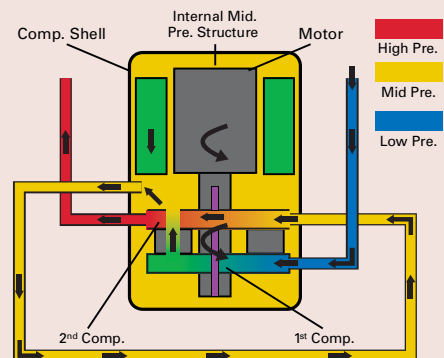 Internal Mid.
Pre. Structure
Comp. Shell
Motor
High Pre.
Mid Pre.
Low Pre.
2nd Comp.
1st Comp.